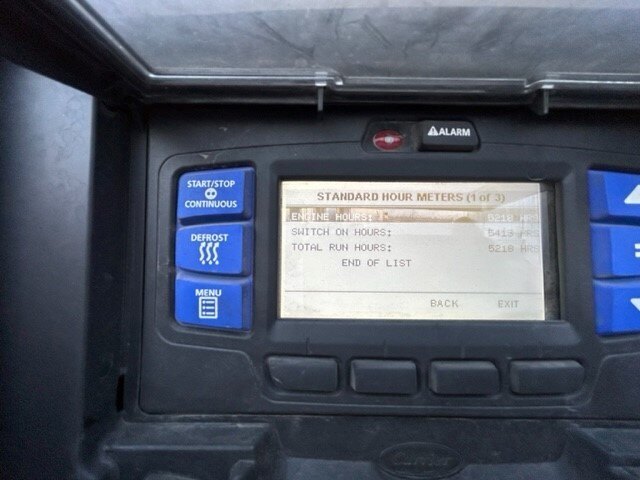 ALARM
START/STOP
CONTINUOUS
DEFROST
MENU
STANDARD HOUR METERS (1 of 3)
ENGINE HOURS: 5218 HRS
SWITCH ON HOURS: 5413 HRS
TOTAL RUN HOURS: 5218 HRS
END OF LIST
BACK EXIT
Carrier